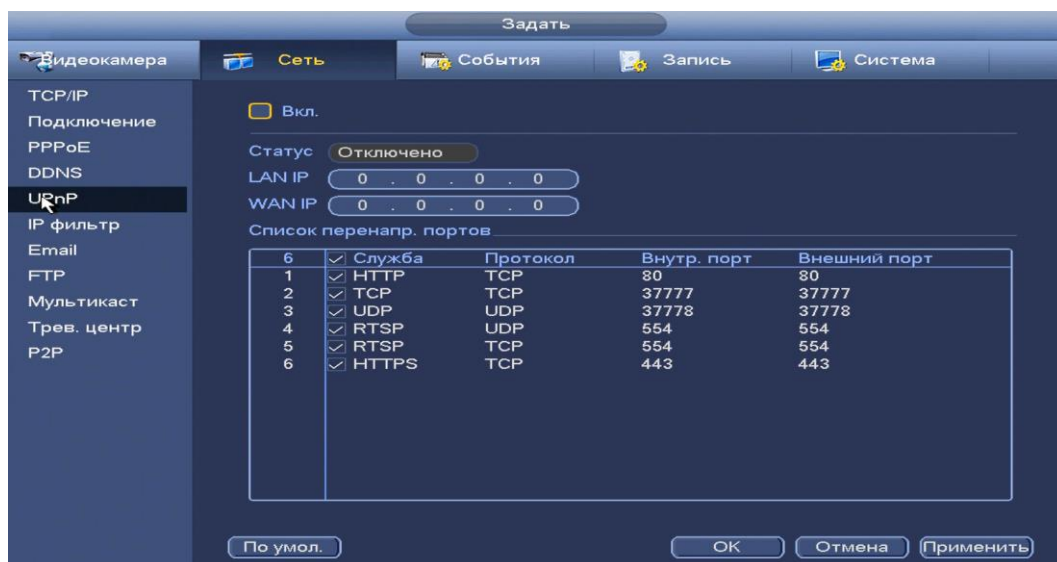 Задать
Видеокамера Сеть События Запись Система
TCP/IP
Подключение
PPPoE
DDNS
UPnP
IP фильтр
Email
FTP
Мультикаст
Трев. центр
P2P
Вкл.
Статус Отключено
LAN IP 0 . 0 . 0 . 0
WAN IP 0 . 0 . 0 . 0
Список перенапр. портов
6 Служба Протокол Внутр. порт Внешний порт
1 HTTP TCP 80 80
2 TCP TCP 37777 37777
3 UDP UDP 37778 37778
4 RTSP UDP 554 554
5 RTSP TCP 554 554
6 HTTPS TCP 443 443
По умол. OK Отмена Применить